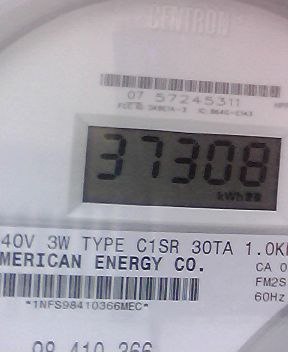 CENTRON
07 57245311
37308
kWh
40V 3W TYPE C1SR 30TA 1.0K
MERICAN ENERGY CO.
CA 0
FM2S
*1NFS98410366MEC*
60Hz
98 410 366